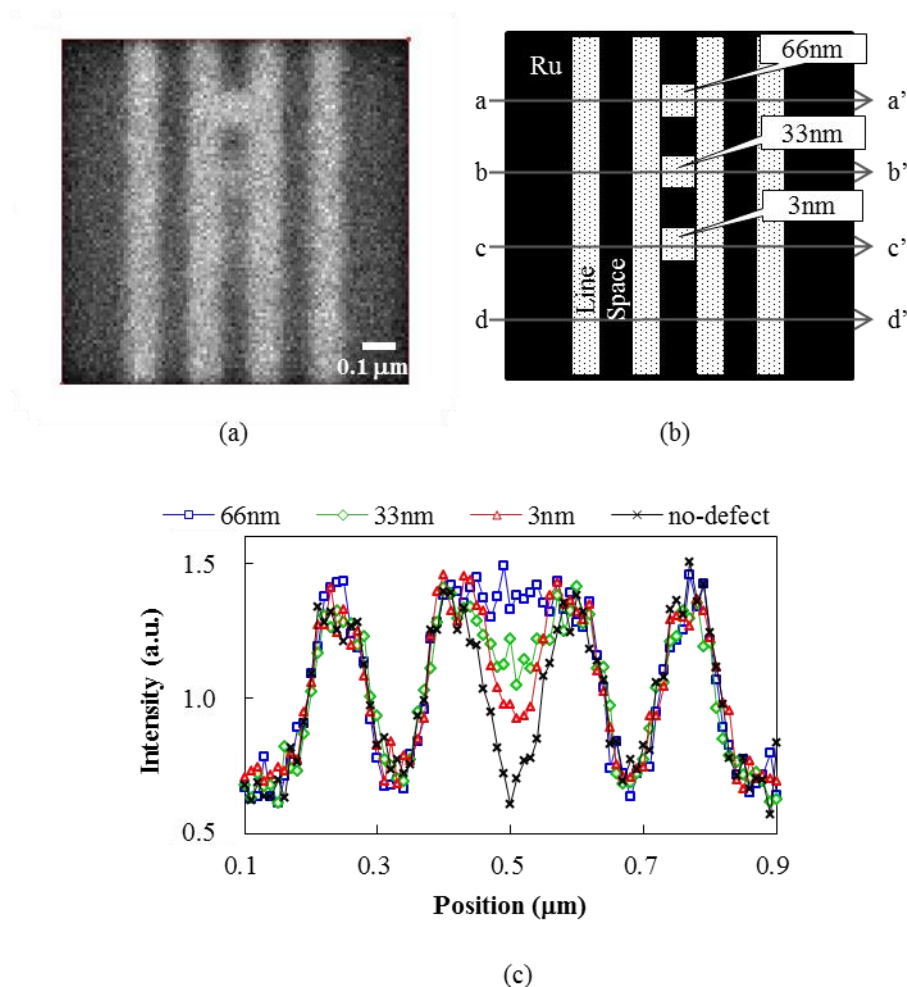 0.1 μm
(a)
Ru
66nm
a
a’
33nm
b
b’
3nm
c
c’
Line
Space
d
d’
(b)
66nm 33nm 3nm no-defect
Intensity (a.u.)
1.5
1.0
0.5
0.1 0.3 0.5 0.7 0.9
Position (μm)
(c)